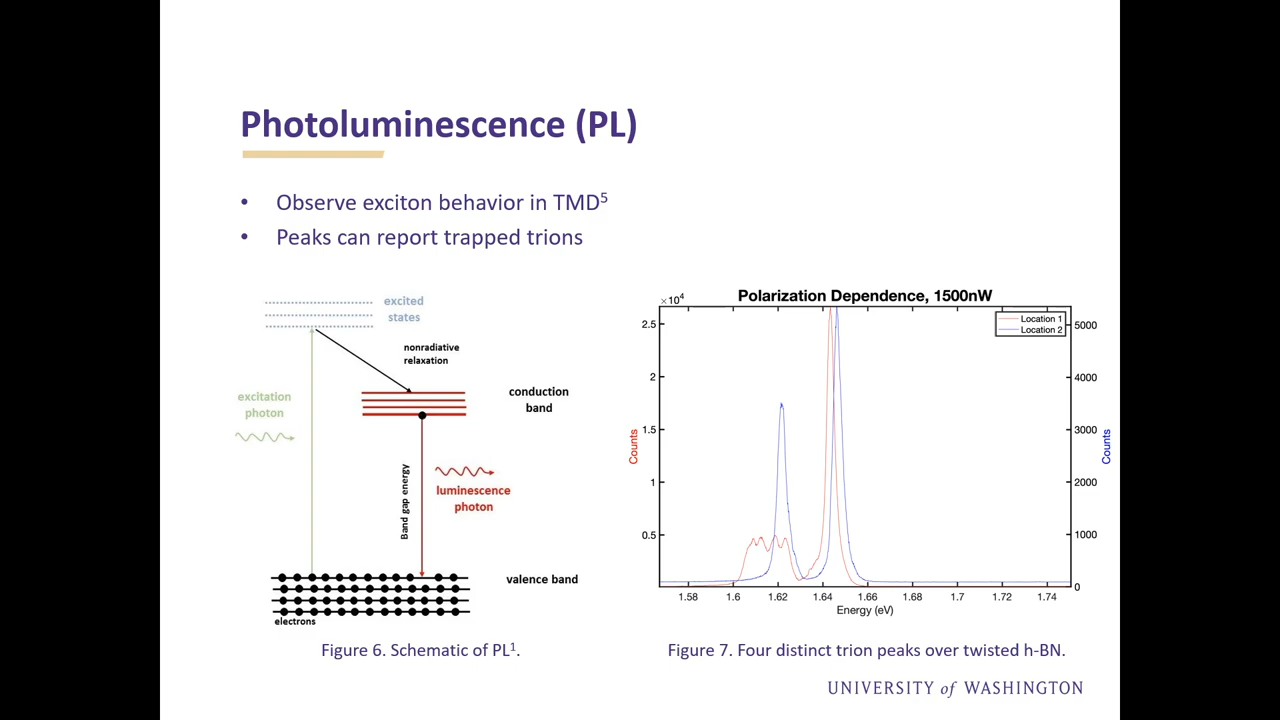 Photoluminescence (PL)
• Observe exciton behavior in TMD⁵
• Peaks can report trapped trions
excited
states
nonradiative
relaxation
excitation
photon
conduction
band
Band gap energy
luminescence
photon
valence band
electrons
Figure 6. Schematic of PL¹.
Polarization Dependence, 1500nW
×10⁴
Location 1
Location 2
2.5
2
1.5
1
0.5
Counts
5000
4000
3000
2000
1000
0
Counts
1.58 1.6 1.62 1.64 1.66 1.68 1.7 1.72 1.74
Energy (eV)
Figure 7. Four distinct trion peaks over twisted h-BN.
UNIVERSITY of WASHINGTON